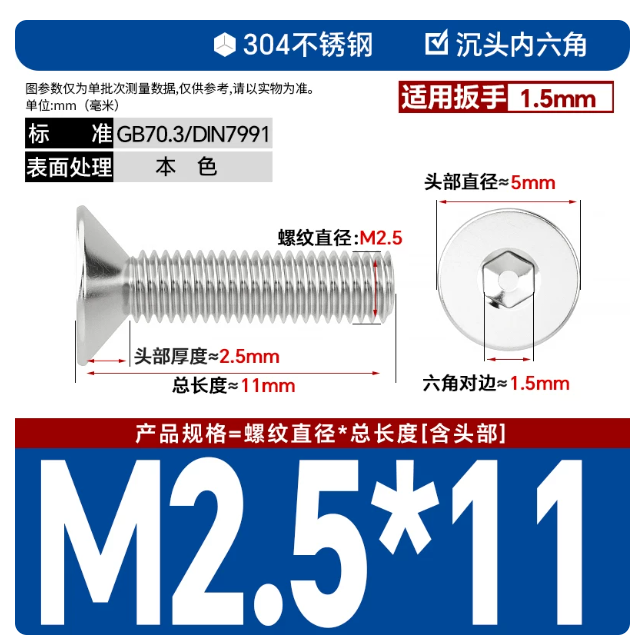 304不锈钢 沉头内六角
图参数仅为单批次测量数据,仅供参考,请以实物为准。
单位:mm（毫米）
适用扳手 1.5mm
标 准 GB70.3/DIN7991
表面处理 本 色
头部直径≈5mm
螺纹直径:M2.5
头部厚度≈2.5mm
总长度≈11mm
六角对边≈1.5mm
产品规格=螺纹直径*总长度[含头部]
M2.5*11